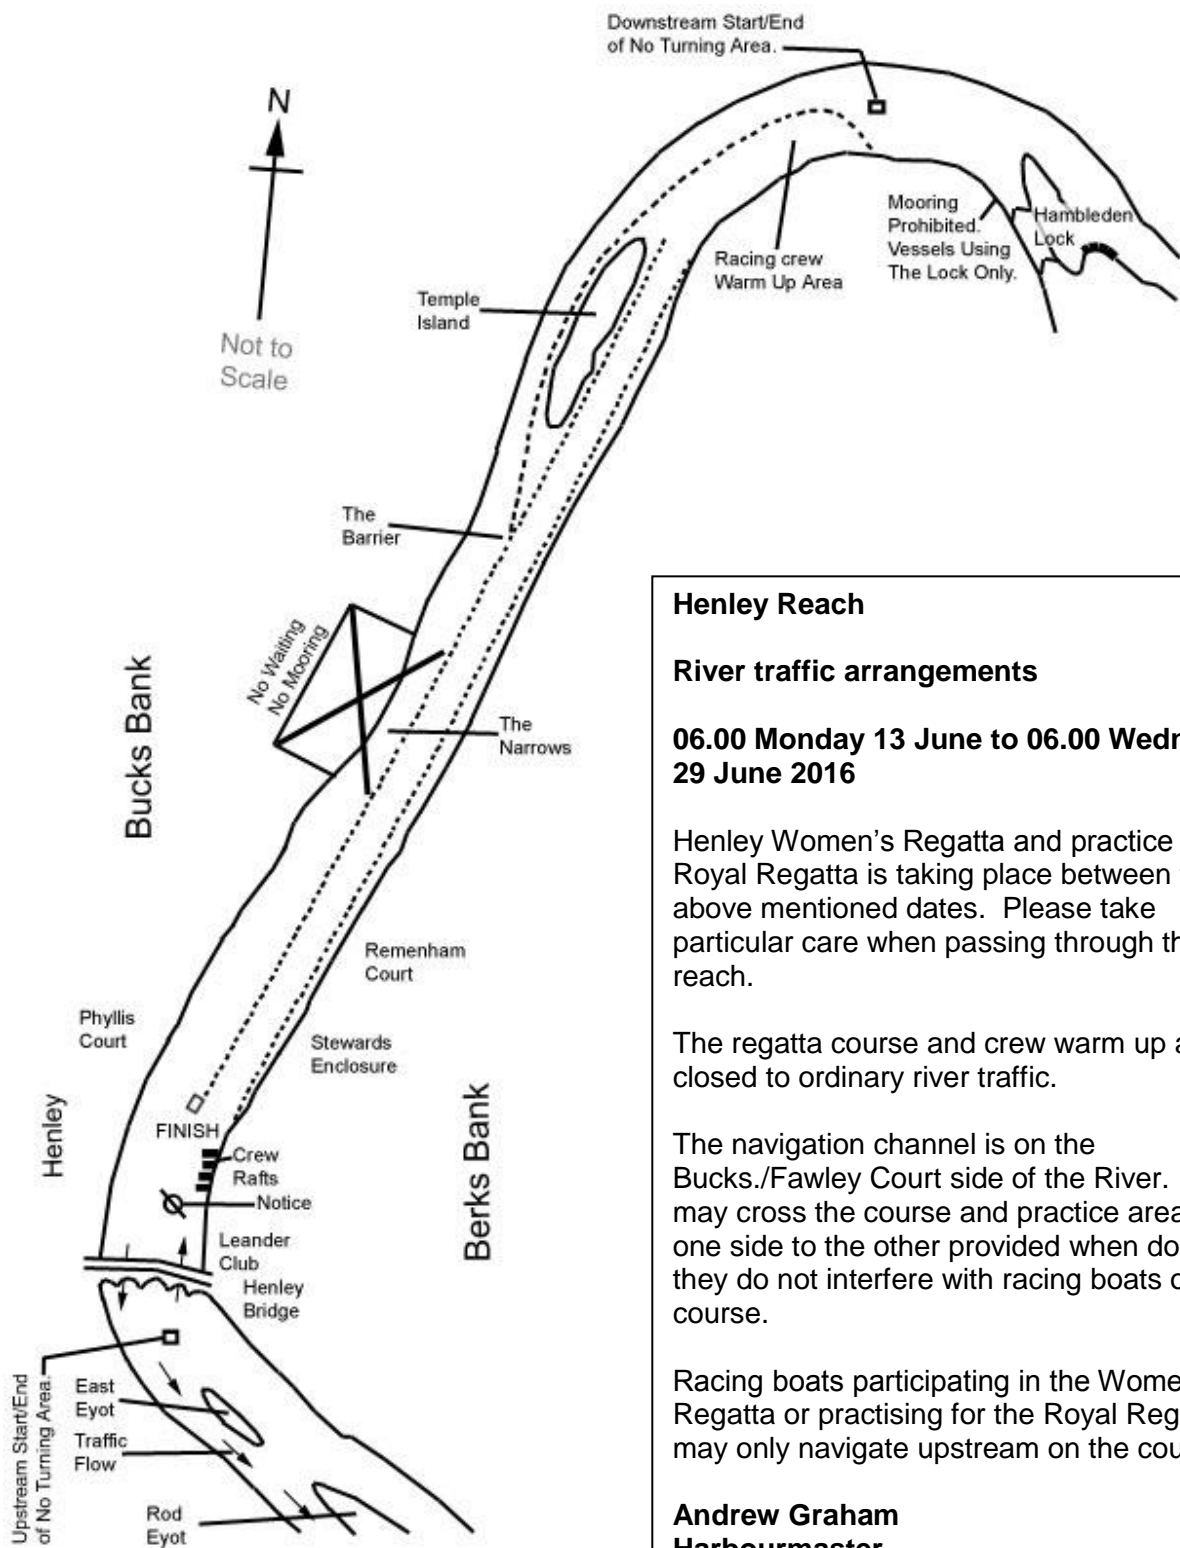 Downstream Start/End
of No Turning Area.
N
Not to
Scale
Mooring
Prohibited.
Vessels Using
The Lock Only.
Hambleden
Lock
Racing crew
Warm Up Area
Temple
Island
The
Barrier
No Waiting
No Mooring
The
Narrows
Bucks Bank
Remenham
Court
Phyllis
Court
Stewards
Enclosure
Henley
FINISH
Crew
Rafts
Notice
Berks Bank
Leander
Club
Henley
Bridge
Upstream Start/End
of No Turning Area.
East
Eyot
Traffic
Flow
Rod
Eyot
Henley Reach
River traffic arrangements
06.00 Monday 13 June to 06.00
29 June 2016
Henley Women's Regatta and practice
Royal Regatta is taking place between
above mentioned dates. Please take
particular care when passing through
reach.
The regatta course and crew warm up
closed to ordinary river traffic.
The navigation channel is on the
Bucks./Fawley Court side of the River.
may cross the course and practice
one side to the other provided when
they do not interfere with racing boats
course.
Racing boats participating in the
Regatta or practising for the Royal
may only navigate upstream on the
Andrew Graham
Harbourmaster